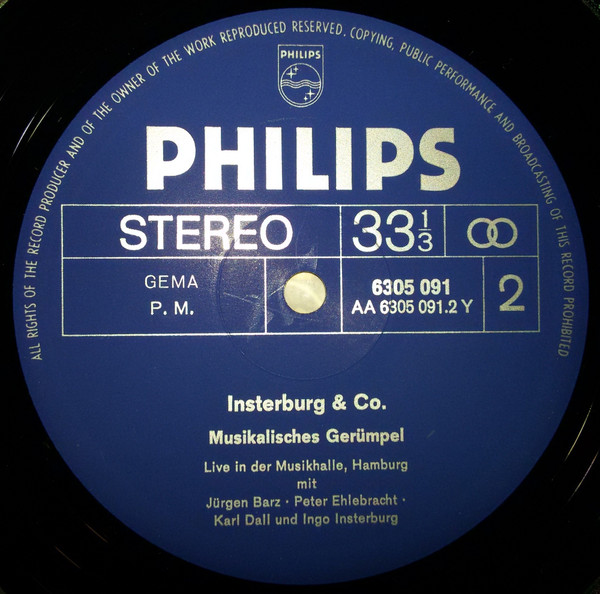 ALL RIGHTS OF THE RECORD PRODUCER AND OF THE OWNER OF THE WORK REPRODUCED RESERVED. COPYING, PUBLIC PERFORMANCE AND BROADCASTING OF THIS RECORD PROHIBITED
PHILIPS
PHILIPS
STEREO 33 1/3
GEMA
P. M.
6305 091
AA 6305 091.2 Y
2
Insterburg & Co.
Musikalisches Gerümpel
Live in der Musikhalle, Hamburg
mit
Jürgen Barz · Peter Ehlebracht ·
Karl Dall und Ingo Insterburg